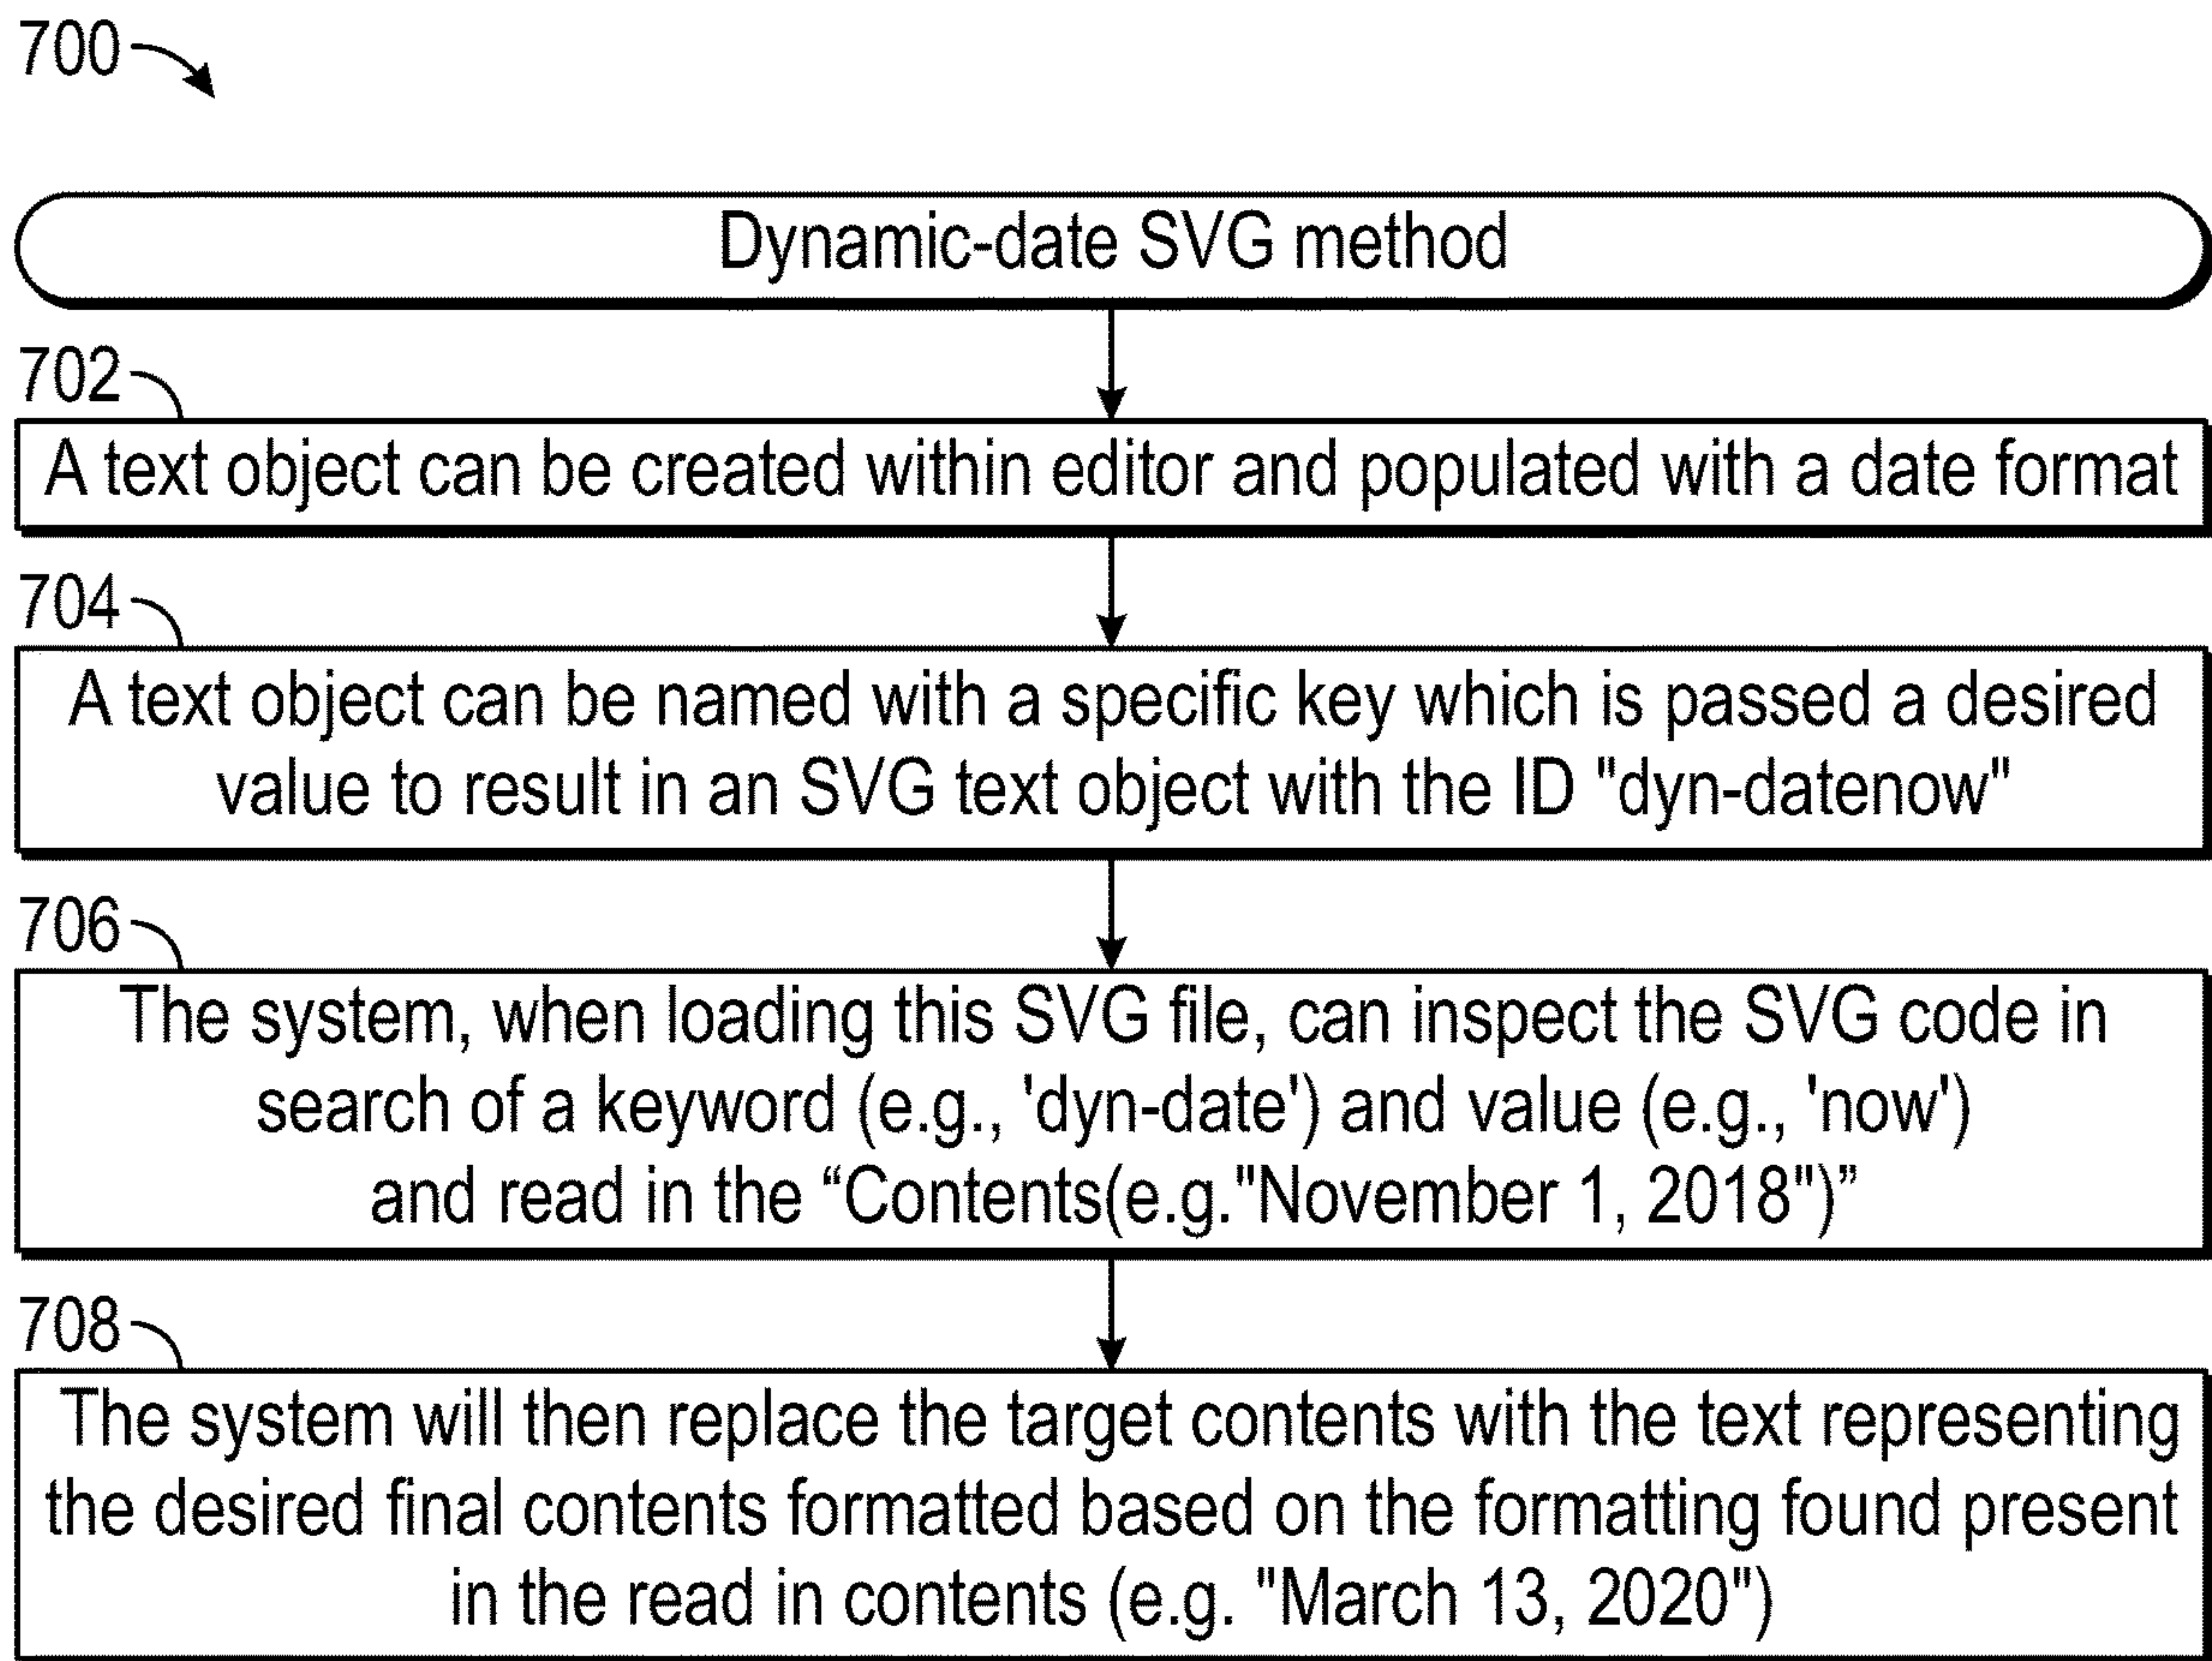 700
Dynamic-date SVG method
702
A text object can be created within editor and populated with a date format
704
A text object can be named with a specific key which is passed a desired
value to result in an SVG text object with the ID "dyn-datenow"
706
The system, when loading this SVG file, can inspect the SVG code in
search of a keyword (e.g., 'dyn-date') and value (e.g., 'now')
and read in the “Contents(e.g."November 1, 2018")”
708
The system will then replace the target contents with the text representing
the desired final contents formatted based on the formatting found present
in the read in contents (e.g. "March 13, 2020")